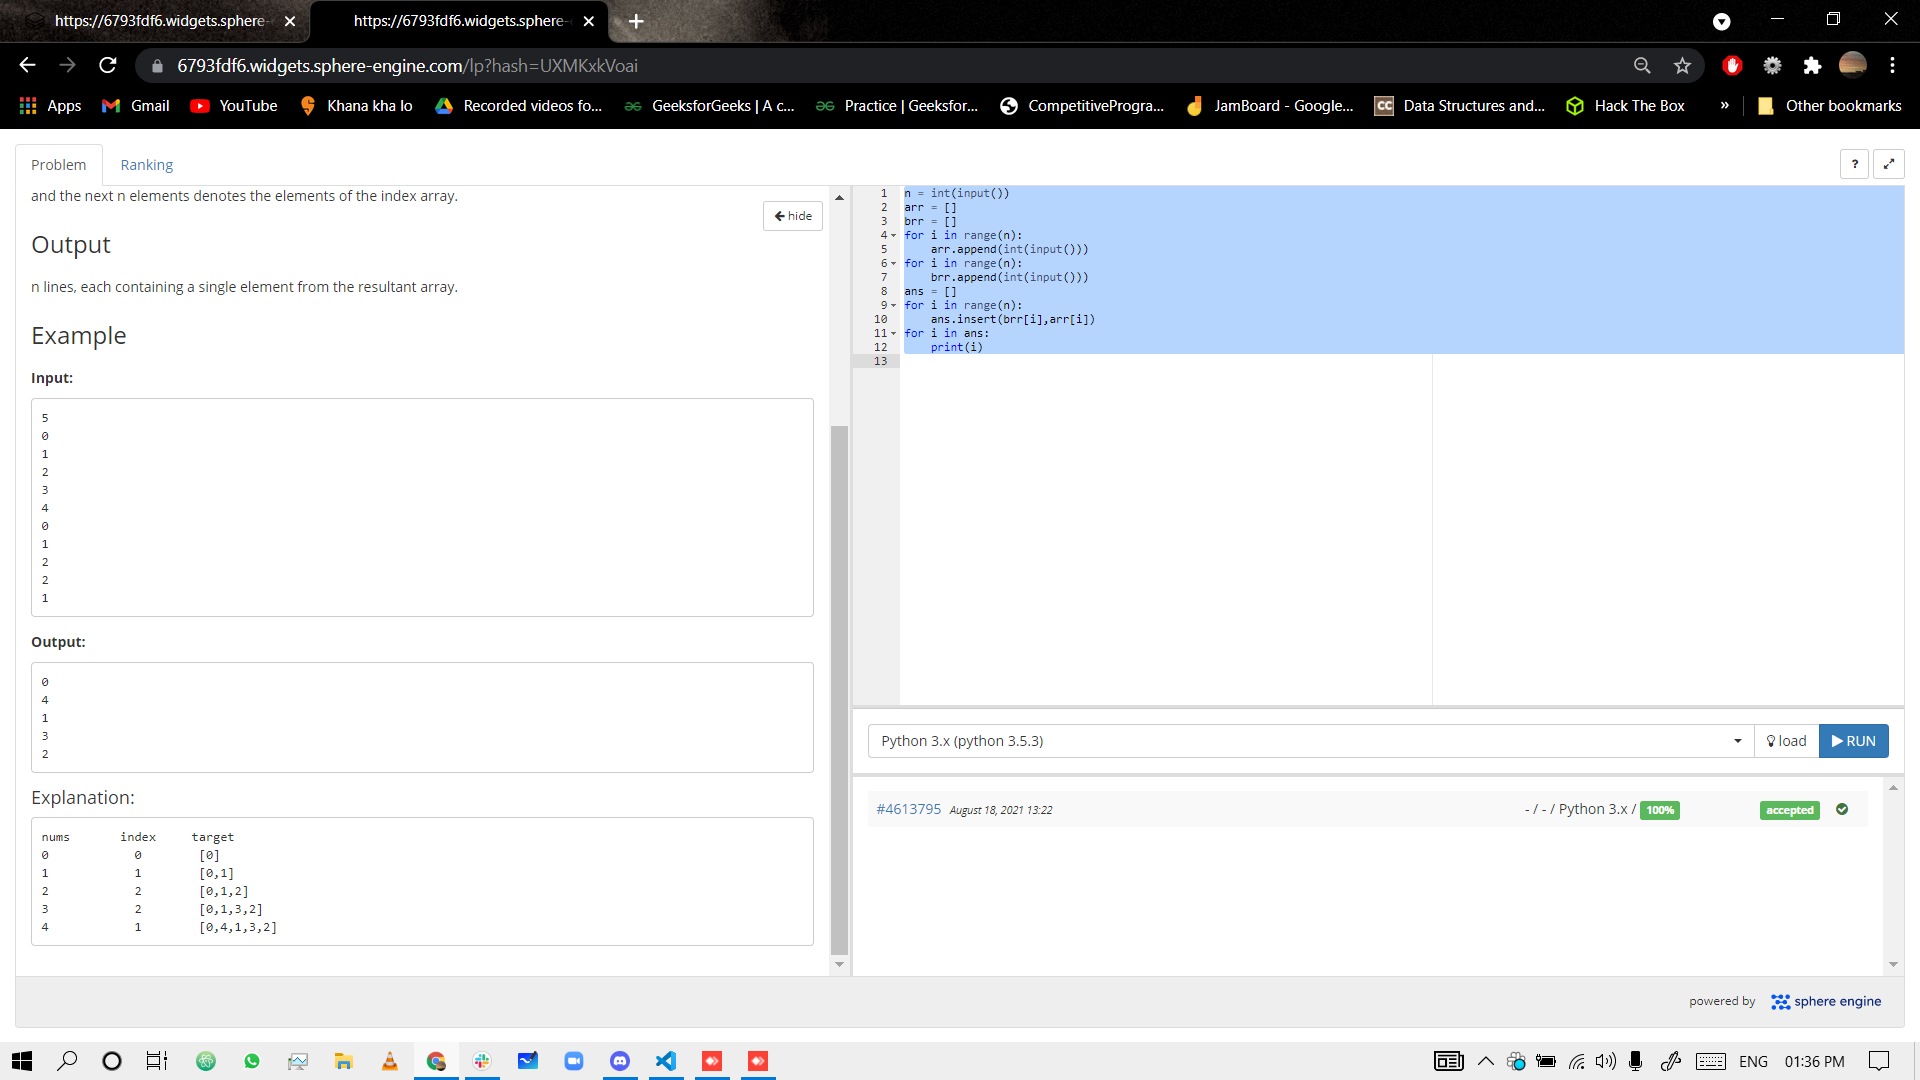 https://6793fdf6.widgets.sphere-
https://6793fdf6.widgets.sphere-
6793fdf6.widgets.sphere-engine.com/lp?hash=UXMKxkVoai
Apps
Gmail
YouTube
Khana kha lo
Recorded videos fo...
GeeksforGeeks | A c...
Practice | Geeksfor...
CompetitivePrograa...
JamBoard - Google...
CC
Data Structures and...
Hack The Box
»
Other bookmarks
Problem
Ranking
?
and the next n elements denotes the elements of the index array.
hide
Output
n lines, each containing a single element from the resultant array.
Example
Input:
5
0
1
2
3
4
0
1
2
2
1
Output:
0
4
1
3
2
Explanation:
nums index target
0 0 [0]
1 1 [0,1]
2 2 [0,1,2]
3 2 [0,1,3,2]
4 1 [0,4,1,3,2]
1 n = int(input())
2 arr = []
3 brr = []
4 for i in range(n):
5 arr.append(int(input()))
6 for i in range(n):
7 brr.append(int(input()))
8 ans = []
9 for i in range(n):
10 ans.insert(brr[i],arr[i])
11 for i in ans:
12 print(i)
13
Python 3.x (python 3.5.3)
load
RUN
#4613795 August 18, 2021 13:22
- / - / Python 3.x / 100%
accepted
powered by
sphere engine
ENG
01:36 PM